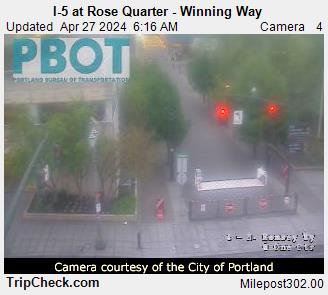 I-5 at Rose Quarter - Winning Way
Updated Apr 27 2024 6:16 AM Camera 4
PBOT
PORTLAND BUREAU OF TRANSPORTATION
Camera courtesy of the City of Portland
TripCheck.com Milepost302.00